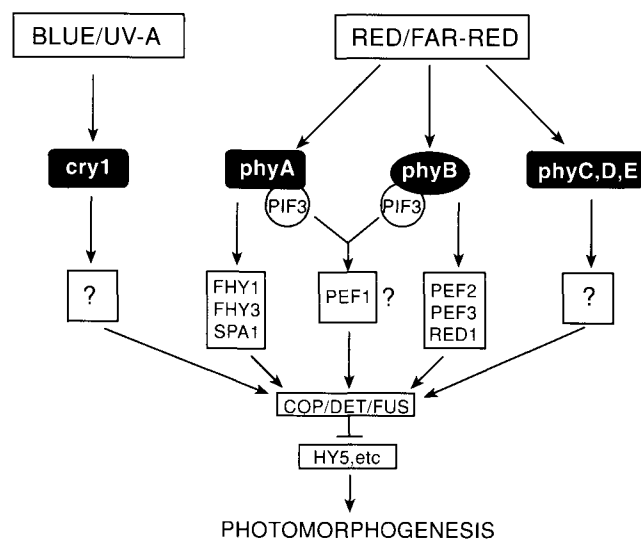 BLUE/UV-A
RED/FAR-RED
cry1
phyA
phyB
phyC,D,E
PIF3
PIF3
?
FHY1
FHY3
SPA1
PEF1
?
PEF2
PEF3
RED1
?
COP/DET/FUS
HY5,etc
PHOTOMORPHOGENESIS